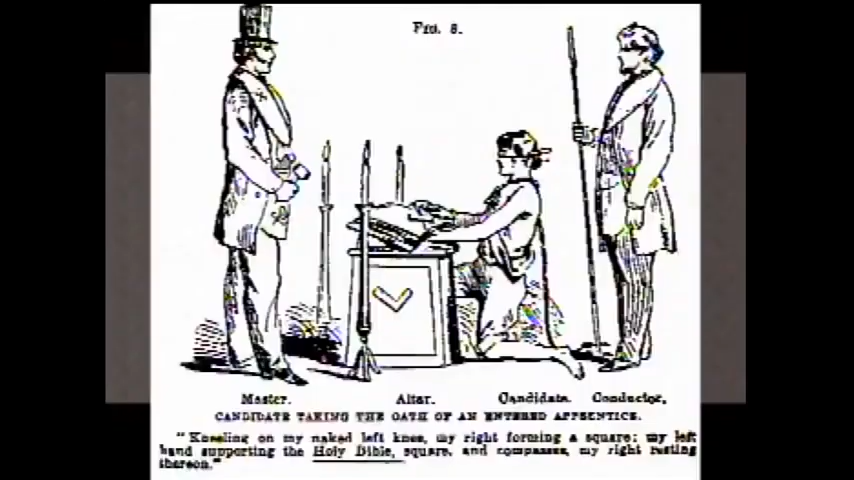 FIG. 8.
Master. Altar. Candidate. Conductor,
CANDIDATE TAKING THE OATH OF AN ENTERED APPRENTICE.
"Kneeling on my naked left knee, my right forming a square; my left
hand supporting the Holy Bible, square, and compasses, my right resting
thereon."